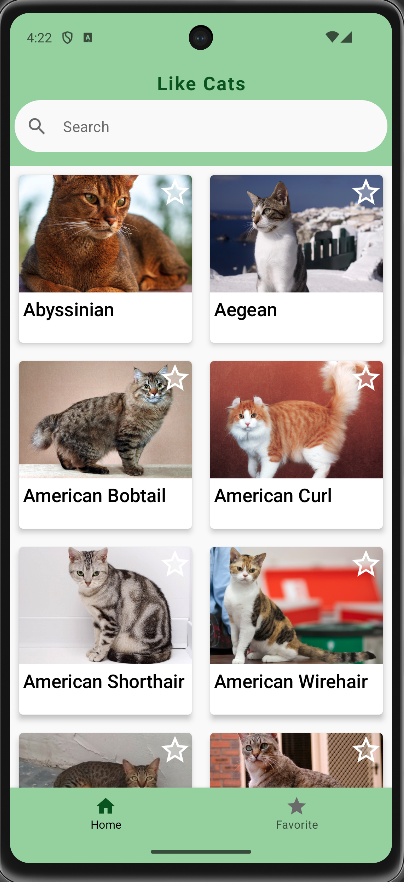 4:22
Like Cats
Search
Abyssinian
Aegean
American Bobtail
American Curl
American Shorthair
American Wirehair
Home
Favorite